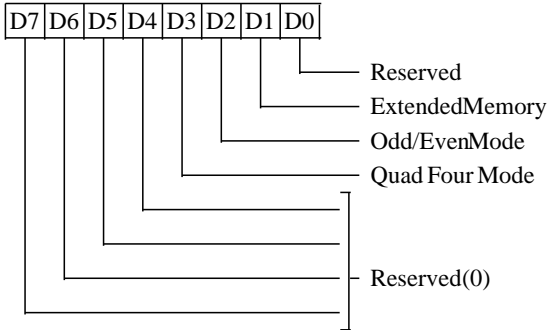 D7 D6 D5 D4 D3 D2 D1 D0
Reserved
ExtendedMemory
Odd/EvenMode
Quad Four Mode
Reserved(0)